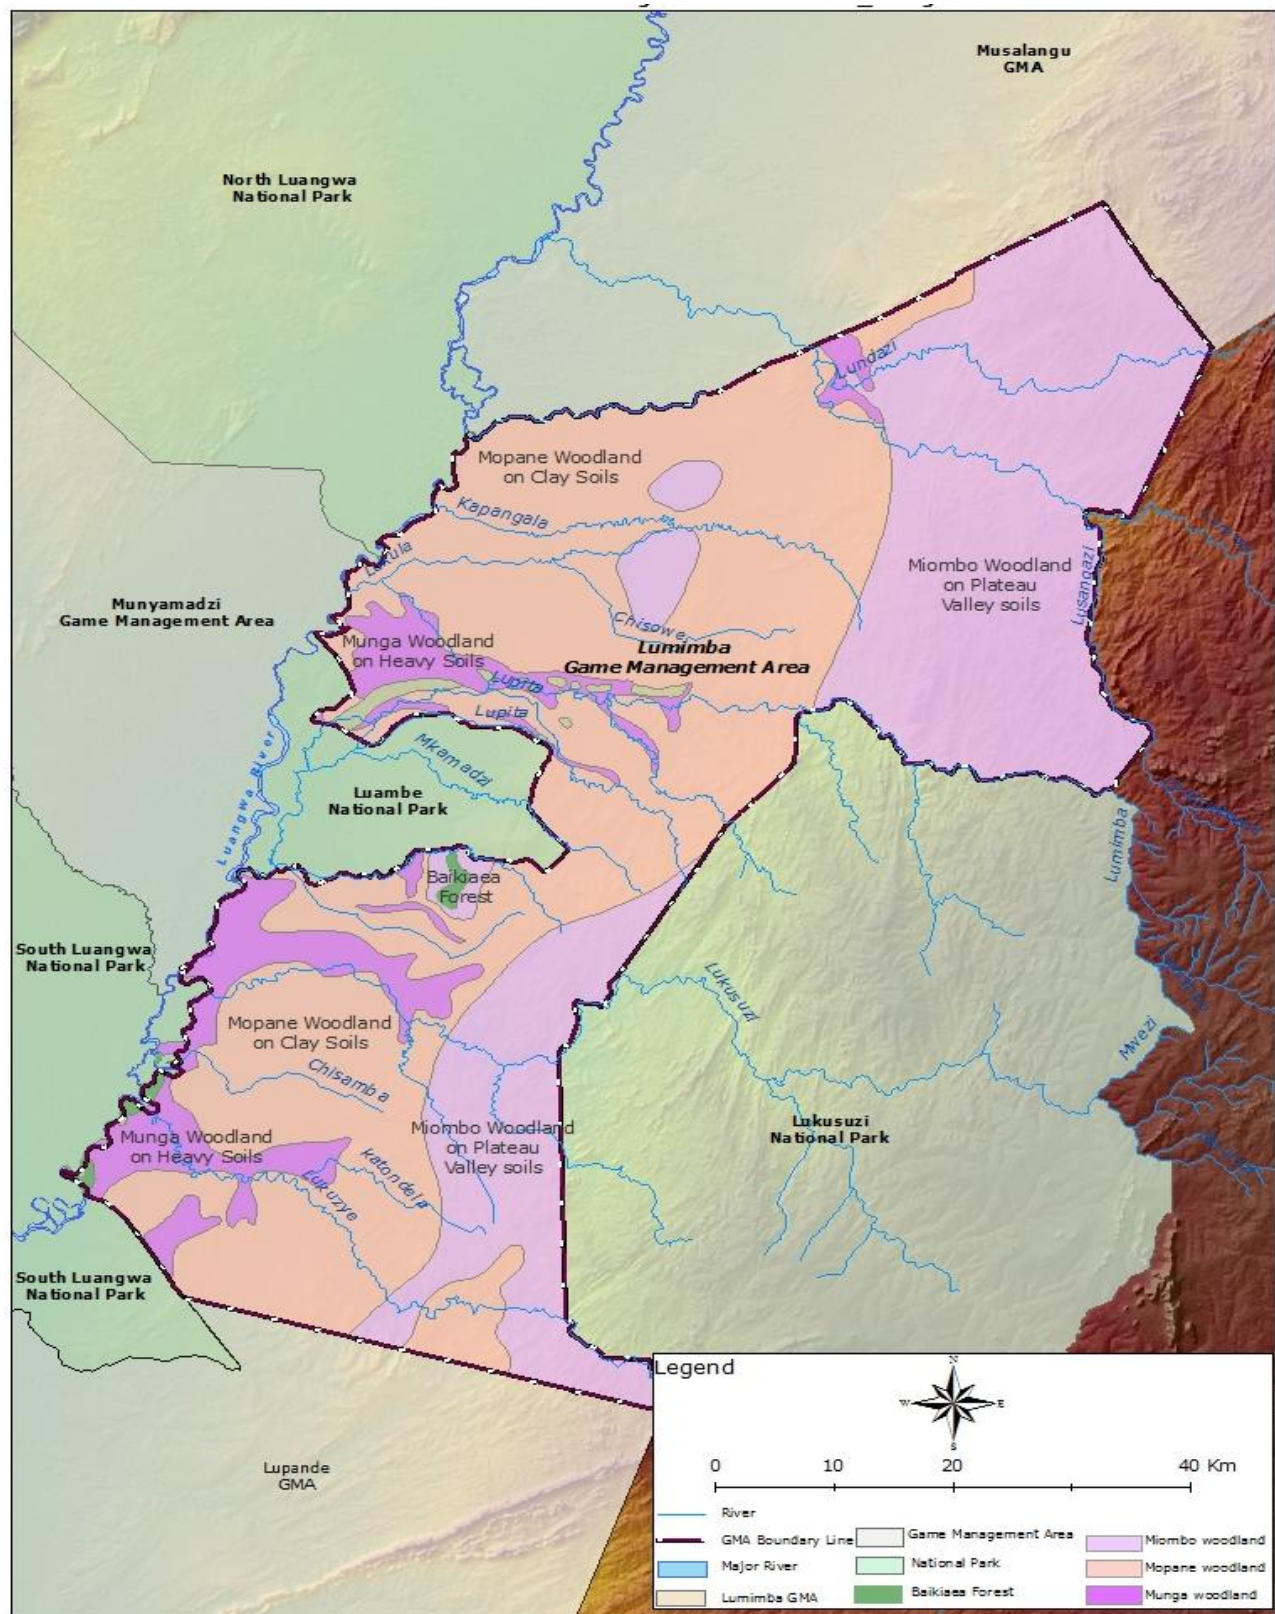 Musalangu
GMA
North Luangwa
National Park
Lundazi
Mopane Woodland
on Clay Soils
Kapangala
Miombo Woodland
on Plateau
Valley soils
Lusangazi
Munyamadzi
Game Management Area
Chisowe
Munga Woodland
on Heavy Soils
Lumimba
Game Management Area
Lupita
Lupita
Mkamadzi
Luangwa River
Luambe
National Park
Lumimba
Baikiaea
Forest
South Luangwa
National Park
Lukusuzi
Mopane Woodland
on Clay Soils
Mwezi
Chisamba
Munga Woodland
on Heavy Soils
Miombo Woodland
on Plateau
Valley soils
Lukusuzi
National Park
katondela
Lukuzye
South Luangwa
National Park
Lupande
GMA
Legend
N
W E
S
0 10 20 40 Km
River
GMA Boundary Line
Game Management Area
Miombo woodland
Major River
National Park
Mopane woodland
Lumimba GMA
Baikiaea Forest
Munga woodland